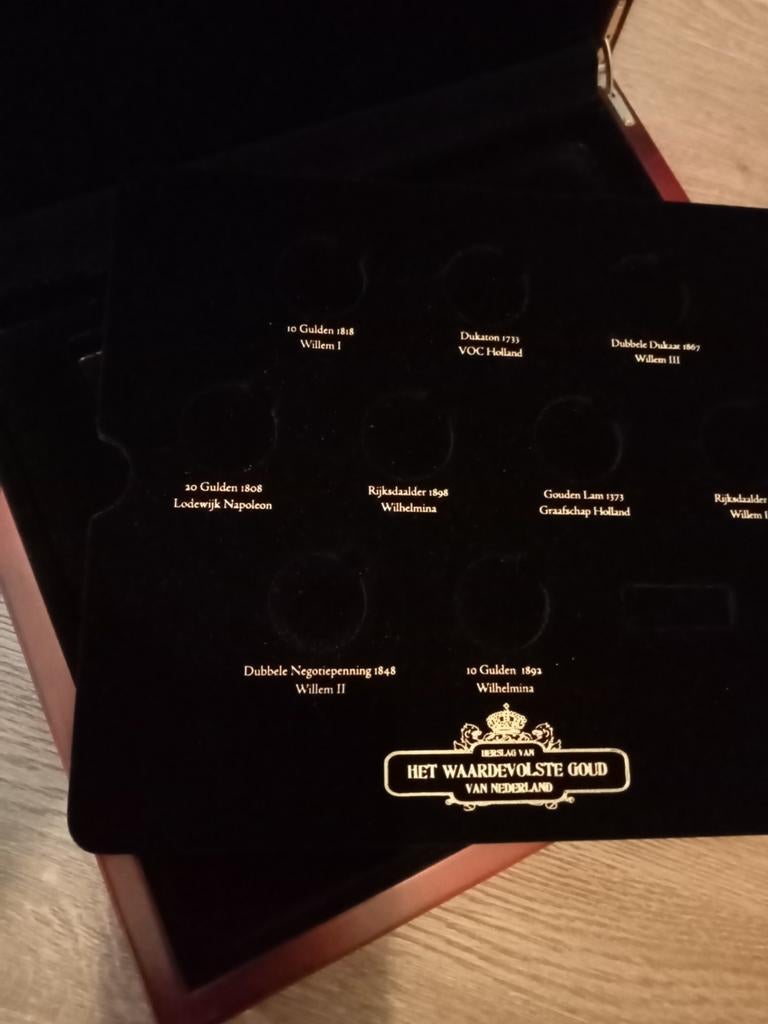 10 Gulden 1818
Willem I
Dukaton 1733
VOC Holland
Dubbele Dukaat 1867
Willem III
20 Gulden 1808
Lodewijk Napoleon
Rijksdaalder 1898
Wilhelmina
Gouden Lam 1373
Graafschap Holland
Rijksdaalder
Willem
Dubbele Negotiepenning 1848
Willem II
10 Gulden 1892
Wilhelmina
HERSLAG VAN
HET WAARDEVOLSTE GOUD
VAN NEDERLAND